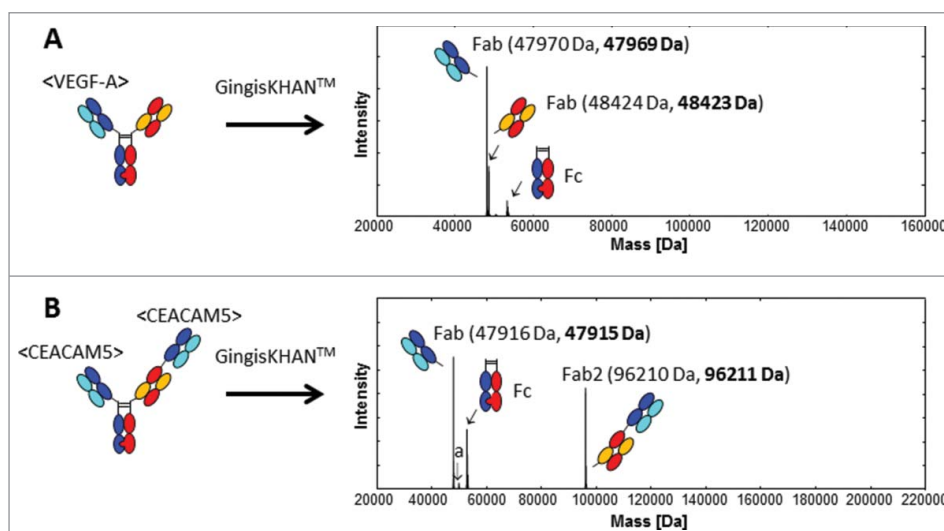 A
<VEGF-A>
GingisKHAN™
Intensity
Fab (47970 Da, 47969 Da)
Fab (48424 Da, 48423 Da)
Fc
20000 40000 60000 80000 100000 120000 140000 160000
Mass [Da]
B
<CEACAM5>
<CEACAM5>
GingisKHAN™
Intensity
Fab (47916 Da, 47915 Da)
Fc
a
Fab2 (96210 Da, 96211 Da)
20000 40000 60000 80000 100000 120000 140000 160000 180000 200000 220000
Mass [Da]